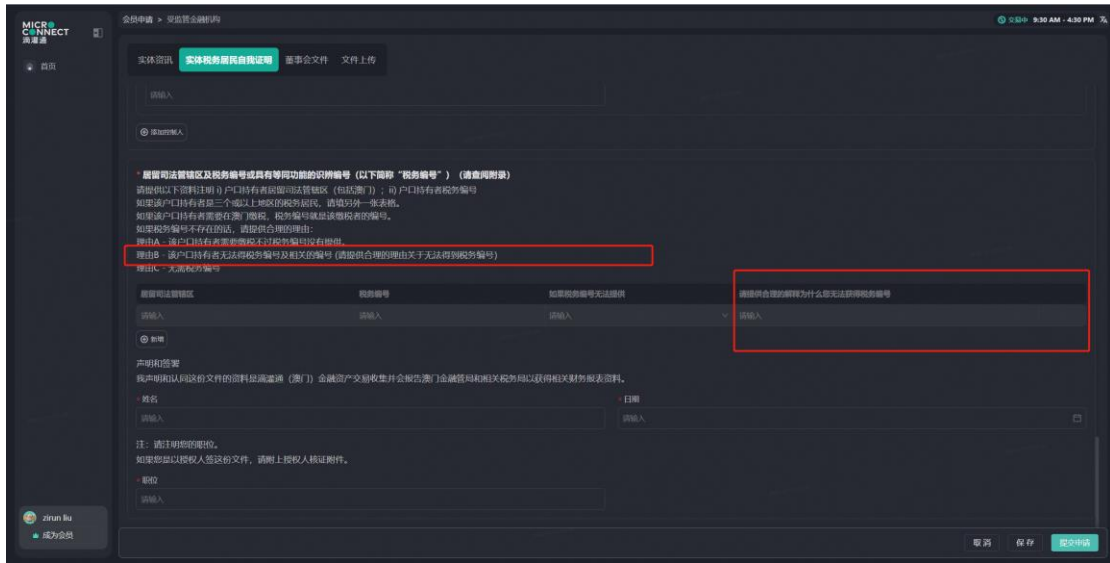 MICRO
CONNECT
滴灌通
会员申请 > 受监管金融机构
交易中 9:30 AM - 4:30 PM
首页
实体资讯 实体税务居民自我证明 董事会文件 文件上传
请输入
添加控制人
* 居留司法管辖区及税务编号或具有等同功能的识辨编号（以下简称“税务编号”）（请查阅附录）
请提供以下资料注明 i) 户口持有者居留司法管辖区（包括澳门）; ii) 户口持有者税务编号
如果该户口持有者是三个或以上地区的税务居民，请填另外一张表格。
如果该户口持有者需要在澳门缴税，税务编号就是该缴税者的编号。
如果税务编号不存在的话，请提供合理的理由:
理由A - 该户口持有者需要缴税不过税务编号没有提供。
理由B - 该户口持有者无法得税务编号及相关的编号 (请提供合理的理由关于无法得到税务编号)
理由C - 无需税务编号
居留司法管辖区 税务编号 如果税务编号无法提供 请提供合理的解释为什么您无法获得税务编号
请输入 请输入 请输入 请输入
新增
声明和签署
我声明和认同这份文件的资料是滴灌通（澳门）金融资产交易收集并会报告澳门金融管局和相关税务局以获得相关财务报表资料。
* 姓名 * 日期
请输入 请输入
注：请注明您的职位。
如果您是以授权人签这份文件，请附上授权人核证附件。
* 职位
请输入
zirun liu
成为会员
取消 保存 提交申请